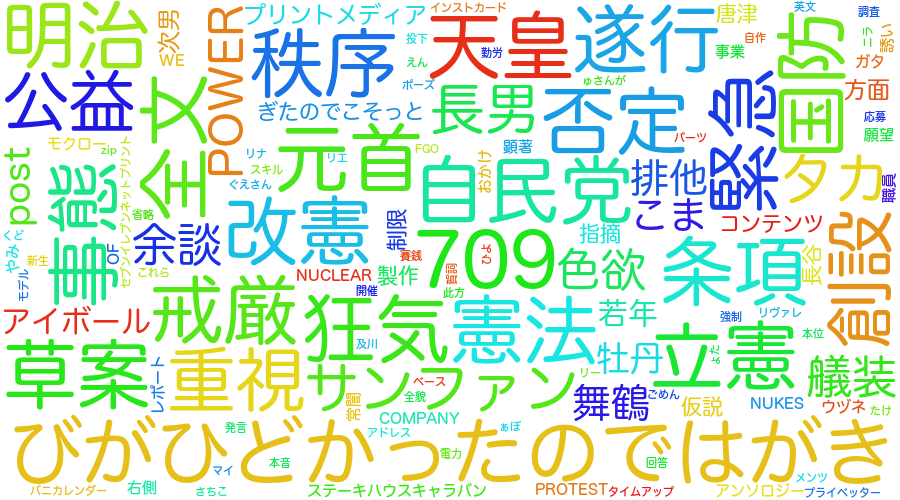 明治
WE
次男
POWER
プリントメディア
インストカード
投下
勤労
天皇
遂行
唐津
英文
調査
自作
事業
ニラ
誘い
ガタ
国防
公益
全文
秩序
ぎたのでこそっと
えん
ポーズ
ゅさんが
長男
否定
緊急
方面
応募
願望
タカ
モクロー
zip
post
事態
セブンイレブンネットプリント
リナ
リエ
スキル
FGO
ぐえさん
元首
おかけ
顕著
パーツ
自民党
排他
こま
職員
コンテンツ
省略
OF
やみぐと
新生
モデル
これら
余談
改憲
制限
NUCLEAR
賽銭
開催
709
製作
此方
指摘
色欲
条項
長谷
創設
アイボール
戒厳
狂気
憲法
若年
強制
リヴァレ
本位
立憲
草案
レポート
重視
及川
ベース
全貌
リー
サンファン
牡丹
艤装
常闇
COMPANY
アドレス
舞鶴
ごめん
仮説
NUKES
ウヅネ
たけ
びがひどかったのではがき
発言
マイ
本音
電力
ぁぽ
回答
メンツ
バニカレンダー
右側
さちこ
ステーキハウスキャラバン
PROTEST
タイムアップ
アンソロジー
プライベッター